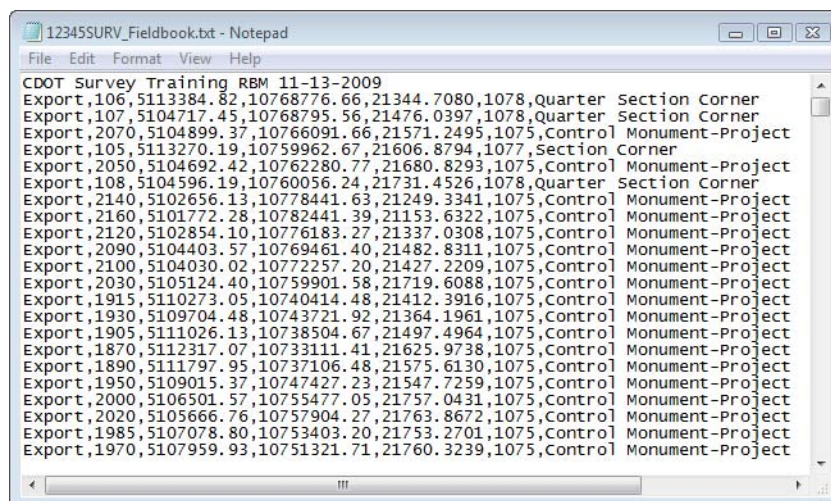 12345SURV_Fieldbook.txt - Notepad
File Edit Format View Help
CDOT Survey Training RBM 11-13-2009
Export,106,5113384.82,10768776.66,21344.7080,1078,Quarter Section Corner
Export,107,5104717.45,10768795.56,21476.0397,1078,Quarter Section Corner
Export,2070,5104899.37,10766091.66,21571.2495,1075,Control Monument-Project
Export,105,5113270.19,10759962.67,21606.8794,1077,Section Corner
Export,2050,5104692.42,10762280.77,21680.8293,1075,Control Monument-Project
Export,108,5104596.19,10760056.24,21731.4526,1078,Quarter Section Corner
Export,2140,5102656.13,10778441.63,21249.3341,1075,Control Monument-Project
Export,2160,5101772.28,10782441.39,21153.6322,1075,Control Monument-Project
Export,2120,5102854.10,10776183.27,21337.0308,1075,Control Monument-Project
Export,2090,5104403.57,10769461.40,21482.8311,1075,Control Monument-Project
Export,2100,5104030.02,10772257.20,21427.2209,1075,Control Monument-Project
Export,2030,5105124.40,10759901.58,21719.6088,1075,Control Monument-Project
Export,1915,5110273.05,10740414.48,21412.3916,1075,Control Monument-Project
Export,1930,5109704.48,10743721.92,21364.1961,1075,Control Monument-Project
Export,1905,5111026.13,10738504.67,21497.4964,1075,Control Monument-Project
Export,1870,5112317.07,10733111.41,21625.9738,1075,Control Monument-Project
Export,1890,5111797.95,10737106.48,21575.6130,1075,Control Monument-Project
Export,1950,5109015.37,10747427.23,21547.7259,1075,Control Monument-Project
Export,2000,5106501.57,10755477.05,21757.0431,1075,Control Monument-Project
Export,2020,5105666.76,10757904.27,21763.8672,1075,Control Monument-Project
Export,1985,5107078.80,10753403.20,21753.2701,1075,Control Monument-Project
Export,1970,5107959.93,10751321.71,21760.3239,1075,Control Monument-Project